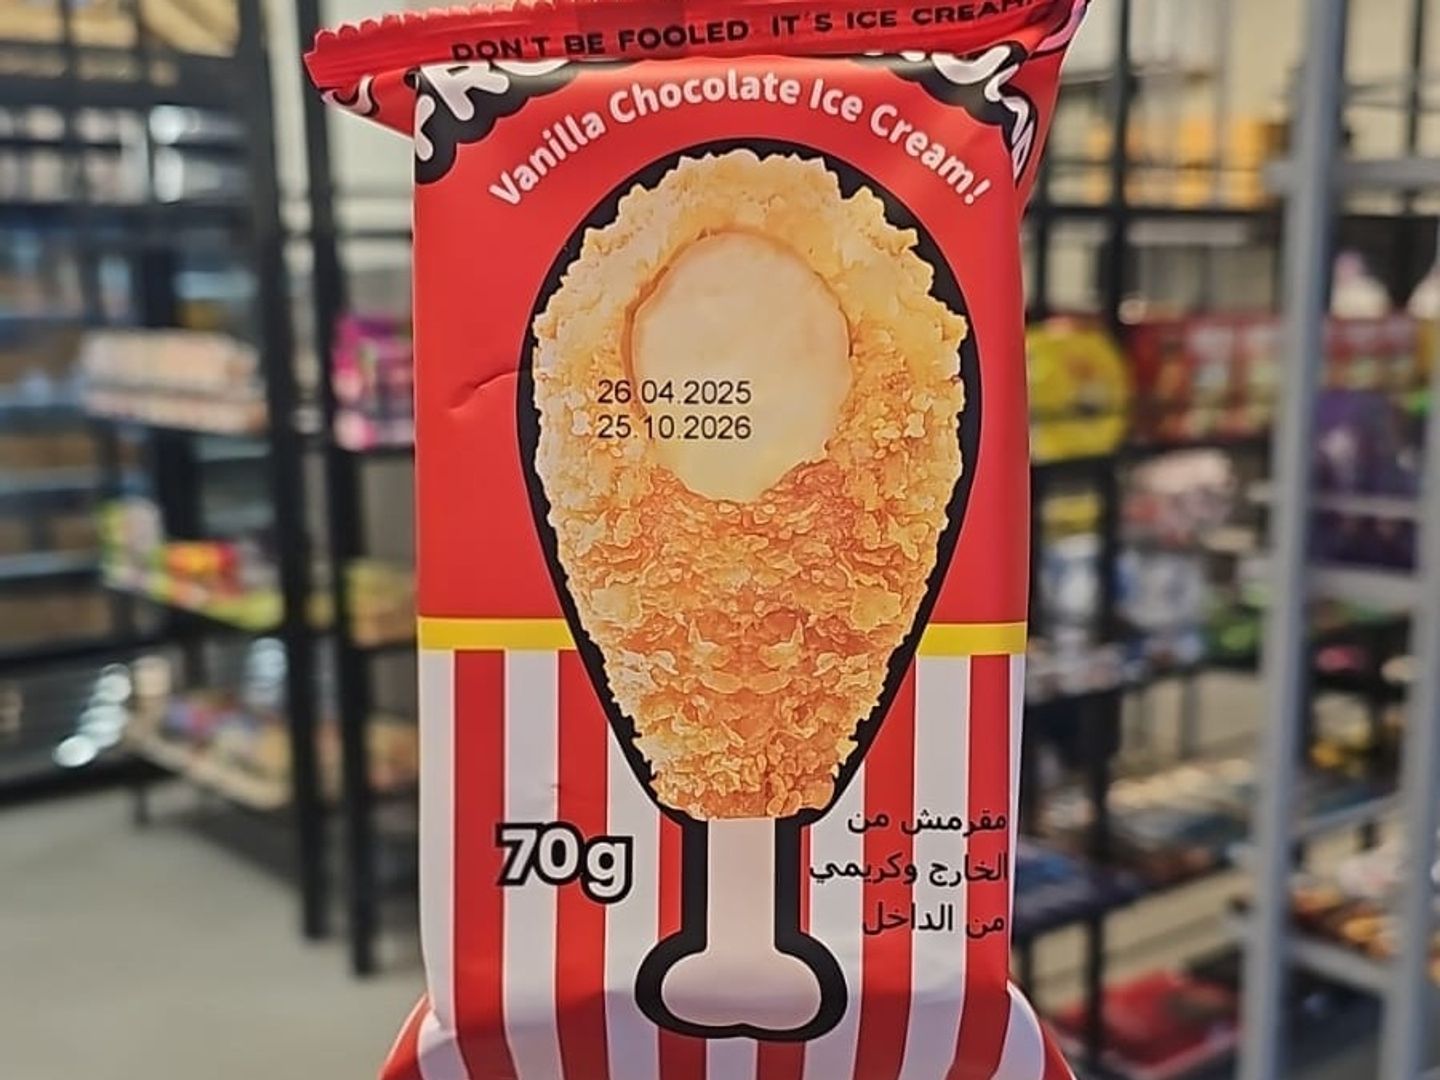 DON'T BE FOOLED IT'S ICE CREAM
Vanilla Chocolate Ice Cream!
26.04.2025
25.10.2026
70g
مقرمش من
الخارج وكريمي
من الداخل